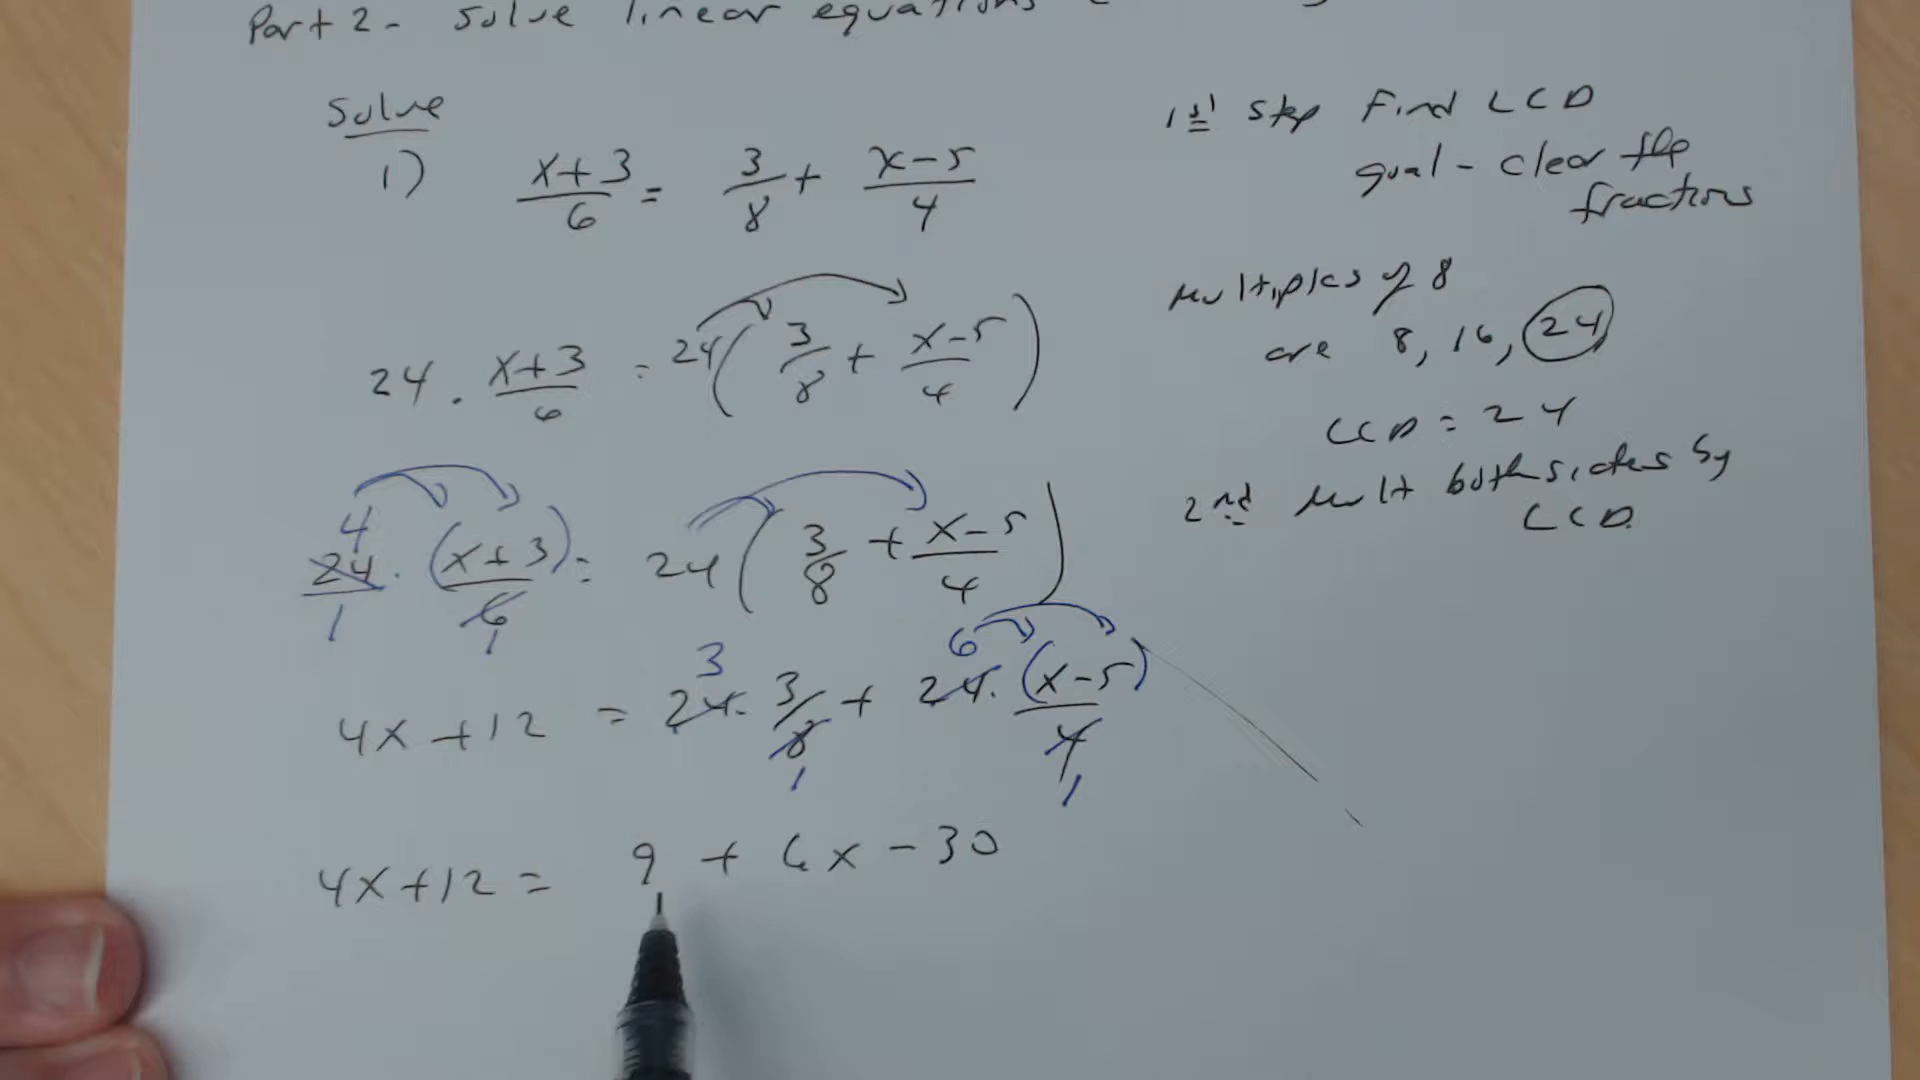 Part 2 - Solve linear equations
Solve
1) x+3/6 = 3/8 + x-5/4
24 . x+3/6 = 24(3/8 + x-5/4)
4
24/1 . (x+3)/6 = 24(3/8 + x-5/4)
1
3 6
4x+12 = 24. 3/8 + 24. (x-5)/4
1 1
4x+12 = 9 + 6x - 30
1st step Find LCD
goal - clear
fractions
Multiples of 8
are 8, 16, 24
LCD = 24
2nd Mult both sides by
LCD.